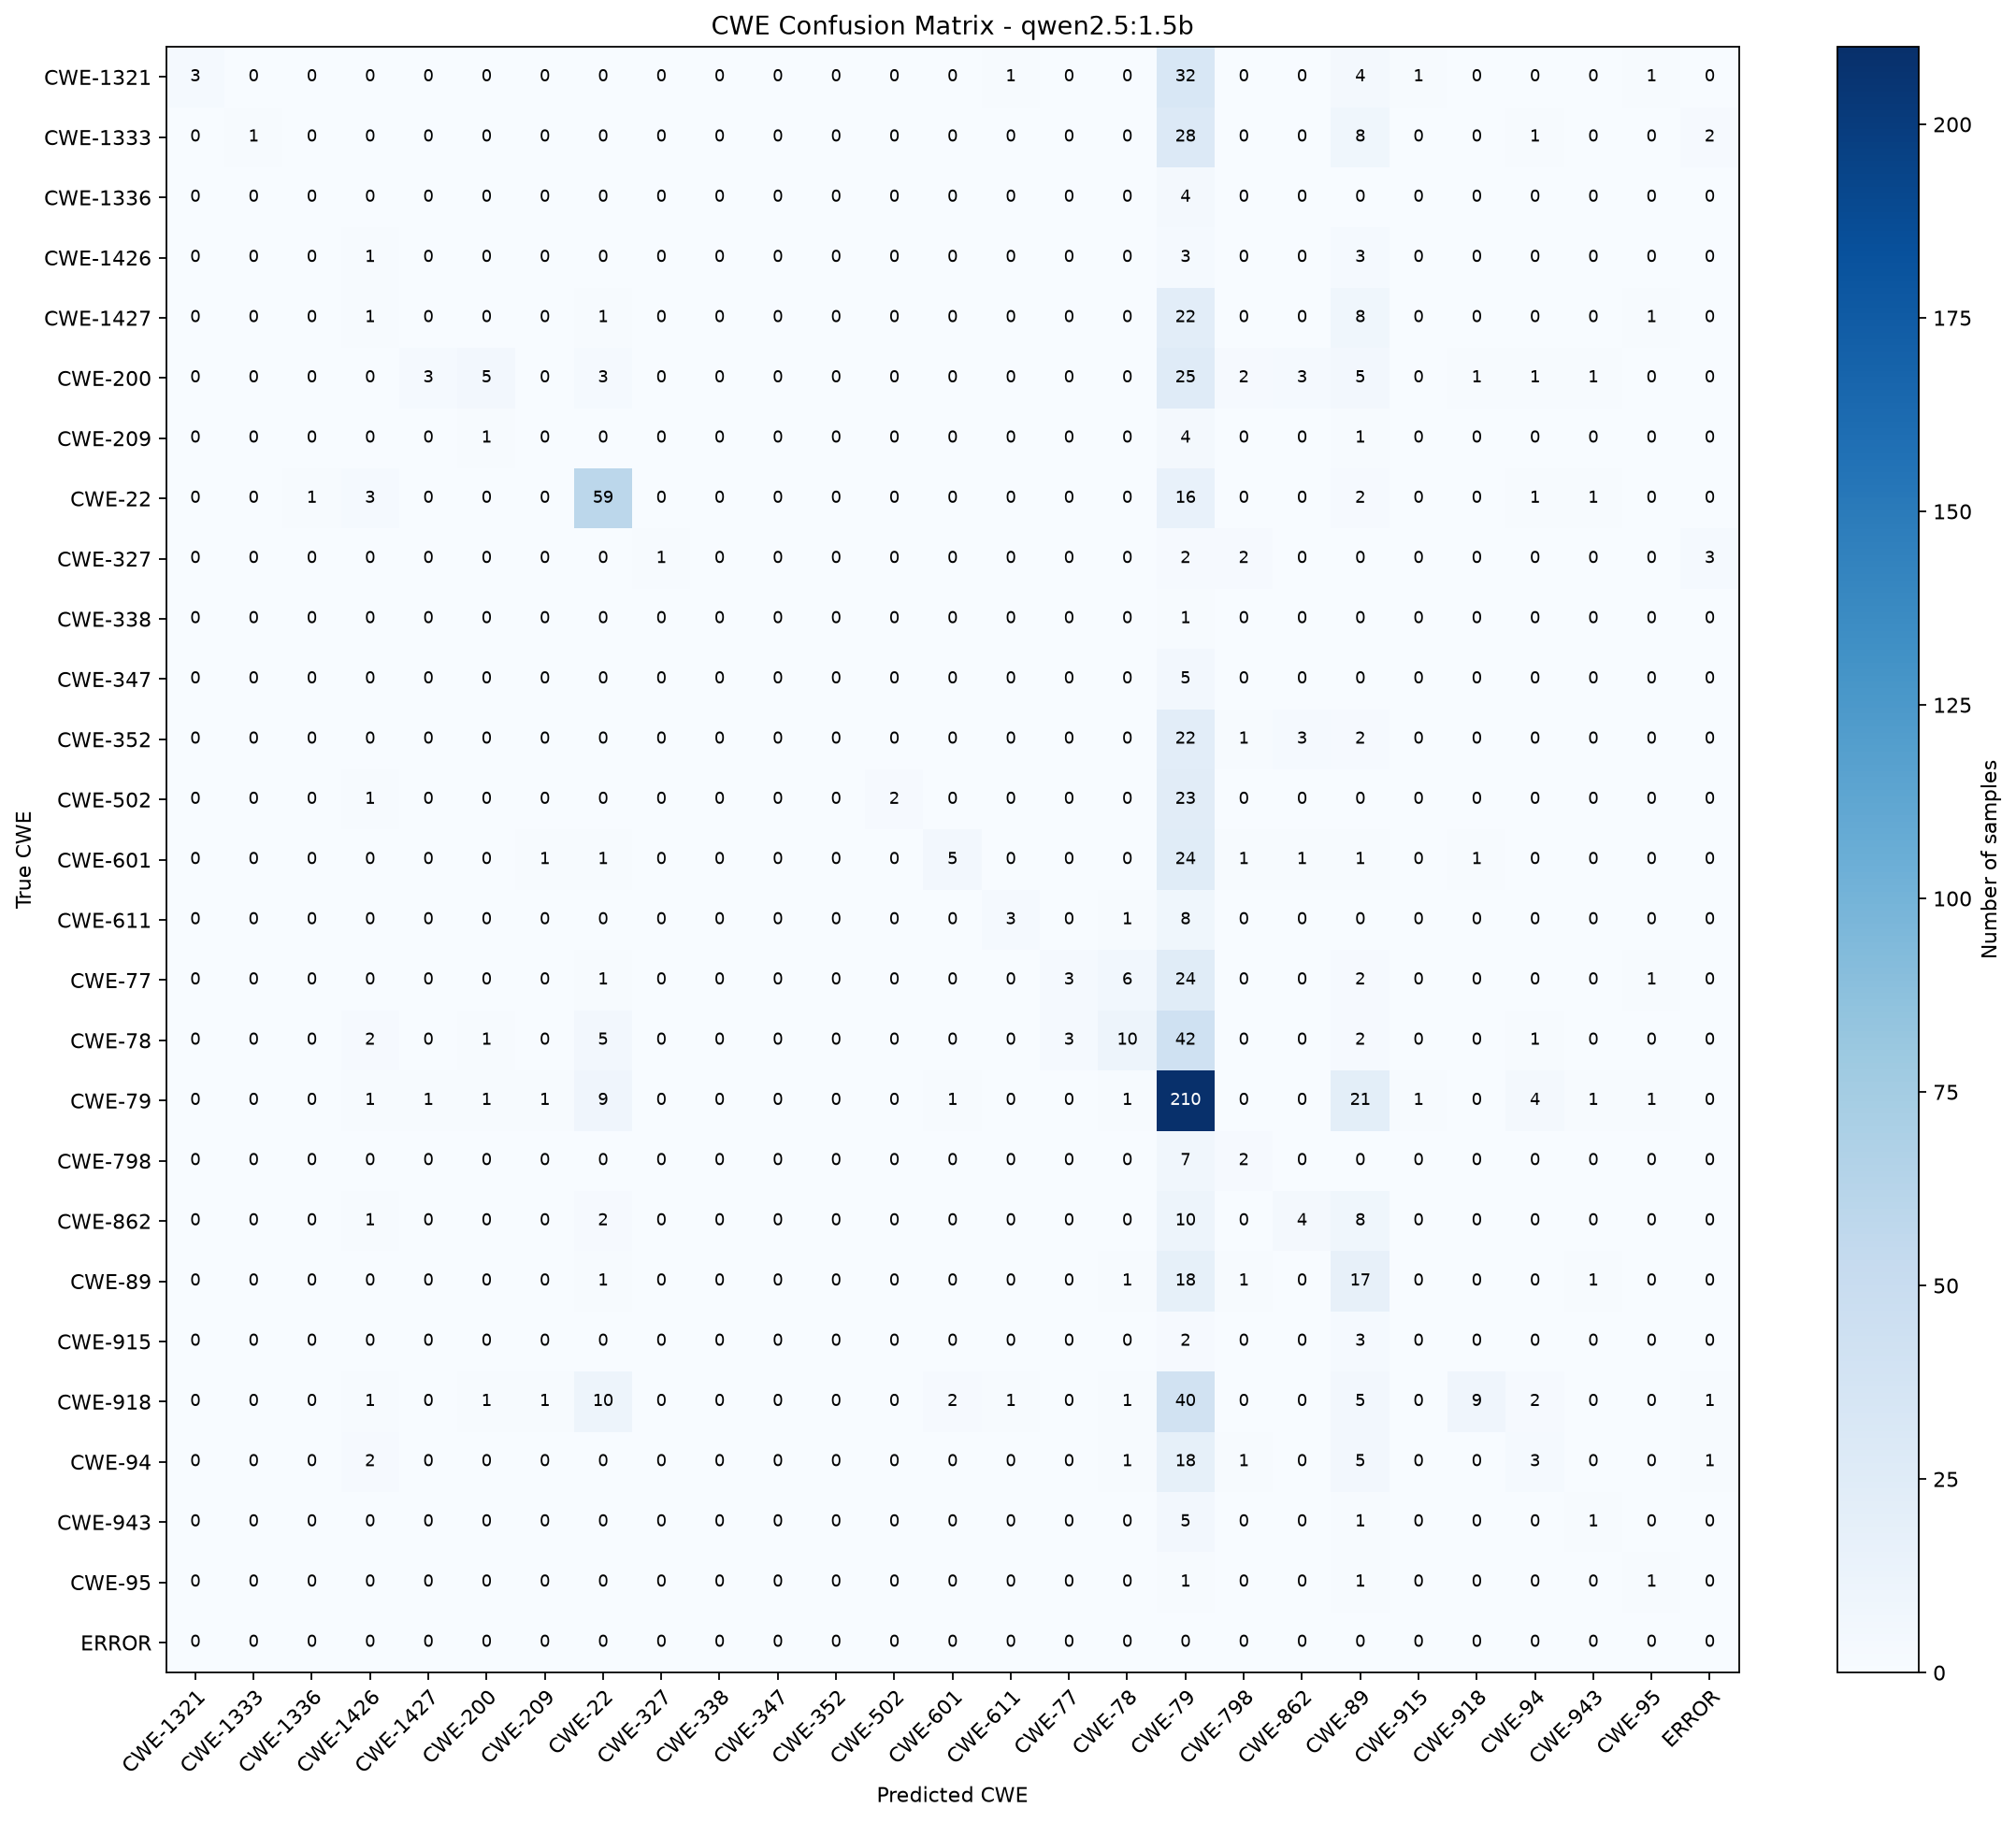 CWE Confusion Matrix - qwen2.5:1.5b
CWE-1321 3 0 0 0 0 0 0 0 0 0 0 0 0 0 1 0 0 32 0 0 4 1 0 0 0 1 0
CWE-1333 0 1 0 0 0 0 0 0 0 0 0 0 0 0 0 0 0 28 0 0 8 0 0 1 0 0 2
CWE-1336 0 0 0 0 0 0 0 0 0 0 0 0 0 0 0 0 0 4 0 0 0 0 0 0 0 0 0
CWE-1426 0 0 0 1 0 0 0 0 0 0 0 0 0 0 0 0 0 3 0 0 3 0 0 0 0 0 0
CWE-1427 0 0 0 1 0 0 0 1 0 0 0 0 0 0 0 0 0 22 0 0 8 0 0 0 0 1 0
CWE-200 0 0 0 0 3 5 0 3 0 0 0 0 0 0 0 0 0 25 2 3 5 0 1 1 1 0 0
CWE-209 0 0 0 0 0 1 0 0 0 0 0 0 0 0 0 0 0 4 0 0 1 0 0 0 0 0 0
CWE-22 0 0 1 3 0 0 0 59 0 0 0 0 0 0 0 0 0 16 0 0 2 0 0 1 1 0 0
CWE-327 0 0 0 0 0 0 0 0 1 0 0 0 0 0 0 0 0 2 2 0 0 0 0 0 0 0 3
CWE-338 0 0 0 0 0 0 0 0 0 0 0 0 0 0 0 0 0 1 0 0 0 0 0 0 0 0 0
CWE-347 0 0 0 0 0 0 0 0 0 0 0 0 0 0 0 0 0 5 0 0 0 0 0 0 0 0 0
CWE-352 0 0 0 0 0 0 0 0 0 0 0 0 0 0 0 0 0 22 1 3 2 0 0 0 0 0 0
CWE-502 0 0 0 1 0 0 0 0 0 0 0 0 2 0 0 0 0 23 0 0 0 0 0 0 0 0 0
CWE-601 0 0 0 0 0 0 1 1 0 0 0 0 0 5 0 0 0 24 1 1 1 0 1 0 0 0 0
CWE-611 0 0 0 0 0 0 0 0 0 0 0 0 0 0 3 0 1 8 0 0 0 0 0 0 0 0 0
CWE-77 0 0 0 0 0 0 0 1 0 0 0 0 0 0 0 3 6 24 0 0 2 0 0 0 0 1 0
CWE-78 0 0 0 2 0 1 0 5 0 0 0 0 0 0 0 3 10 42 0 0 2 0 0 1 0 0 0
CWE-79 0 0 0 1 1 1 1 9 0 0 0 0 0 1 0 0 1 210 0 0 21 1 0 4 1 1 0
CWE-798 0 0 0 0 0 0 0 0 0 0 0 0 0 0 0 0 0 7 2 0 0 0 0 0 0 0 0
CWE-862 0 0 0 1 0 0 0 2 0 0 0 0 0 0 0 0 0 10 0 4 8 0 0 0 0 0 0
CWE-89 0 0 0 0 0 0 0 1 0 0 0 0 0 0 0 0 1 18 1 0 17 0 0 0 1 0 0
CWE-915 0 0 0 0 0 0 0 0 0 0 0 0 0 0 0 0 0 2 0 0 3 0 0 0 0 0 0
CWE-918 0 0 0 1 0 1 1 10 0 0 0 0 0 2 1 0 1 40 0 0 5 0 9 2 0 0 1
CWE-94 0 0 0 2 0 0 0 0 0 0 0 0 0 0 0 0 1 18 1 0 5 0 0 3 0 0 1
CWE-943 0 0 0 0 0 0 0 0 0 0 0 0 0 0 0 0 0 5 0 0 1 0 0 0 1 0 0
CWE-95 0 0 0 0 0 0 0 0 0 0 0 0 0 0 0 0 0 1 0 0 1 0 0 0 0 1 0
ERROR 0 0 0 0 0 0 0 0 0 0 0 0 0 0 0 0 0 0 0 0 0 0 0 0 0 0 0
CWE-1321 CWE-1333 CWE-1336 CWE-1426 CWE-1427 CWE-200 CWE-209 CWE-22 CWE-327 CWE-338 CWE-347 CWE-352 CWE-502 CWE-601 CWE-611 CWE-77 CWE-78 CWE-79 CWE-798 CWE-862 CWE-89 CWE-915 CWE-918 CWE-94 CWE-943 CWE-95 ERROR
Predicted CWE
True CWE
200
175
150
125
100
75
50
25
0
Number of samples